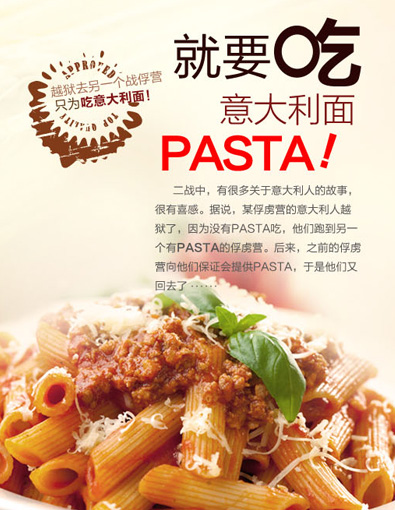 APPROVED
越狱去另一个战俘营
只为吃意大利面！
TOP QUALITY
就要吃
意大利面
PASTA!
二战中，有很多关于意大利人的故事，
很有喜感。据说，某俘虏营的意大利人越
狱了，因为没有PASTA吃，他们跑到另一
个有PASTA的俘虏营。后来，之前的俘虏
营向他们保证会提供PASTA，于是他们又
回去了······